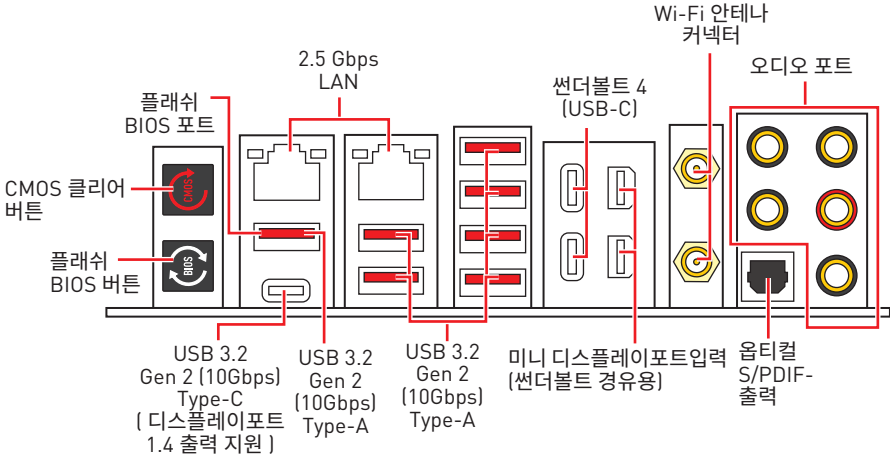 Wi-Fi 안테나
커넥터
2.5 Gbps
LAN
오디오 포트
썬더볼트 4
(USB-C)
플래쉬
BIOS 포트
CMOS 클리어
버튼
CMOS
플래쉬
BIOS 버튼
BIOS
USB 3.2
Gen 2 (10Gbps)
Type-C
( 디스플레이포트
1.4 출력 지원 )
USB 3.2
Gen 2
(10Gbps)
Type-A
USB 3.2
Gen 2
(10Gbps)
Type-A
미니 디스플레이포트입력
(썬더볼트 경유용)
옵티컬
S/PDIF-
출력